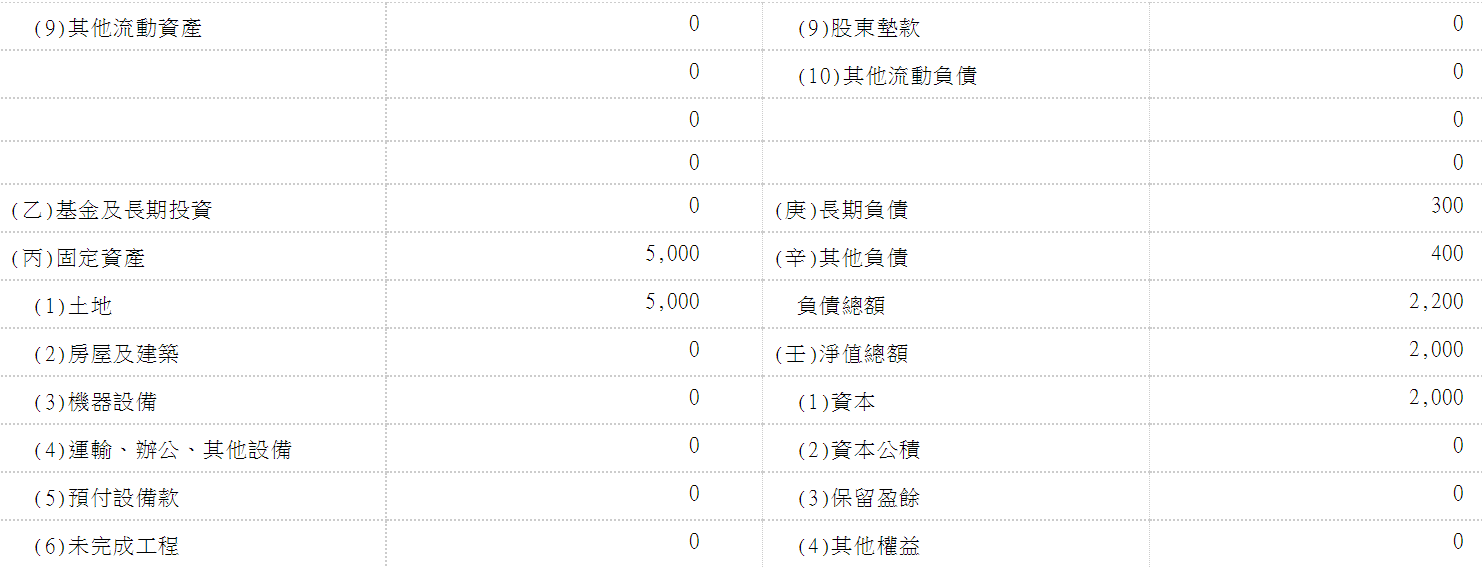 (9)其他流動資產 0 (9)股東墊款 0
0 (10)其他流動負債 0
0 0
0 0
(乙)基金及長期投資 0 (庚)長期負債 300
(丙)固定資產 5,000 (辛)其他負債 400
(1)土地 5,000 負債總額 2,200
(2)房屋及建築 0 (壬)淨值總額 2,000
(3)機器設備 0 (1)資本 2,000
(4)運輸、辦公、其他設備 0 (2)資本公積 0
(5)預付設備款 0 (3)保留盈餘 0
(6)未完成工程 0 (4)其他權益 0